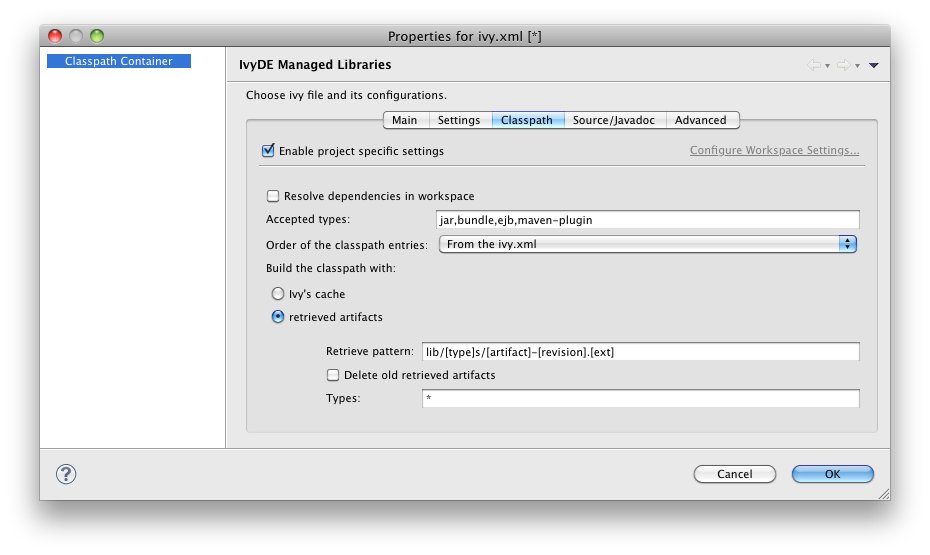 Properties for ivy.xml [*]
Classpath Container
IvyDE Managed Libraries
Choose ivy file and its configurations.
Main Settings Classpath Source/Javadoc Advanced
Enable project specific settings Configure Workspace Settings...
Resolve dependencies in workspace
Accepted types: jar,bundle,ejb,maven-plugin
Order of the classpath entries: From the ivy.xml
Build the classpath with:
Ivy's cache
retrieved artifacts
Retrieve pattern: lib/[type]s/[artifact]-[revision].[ext]
Delete old retrieved artifacts
Types: *
? Cancel OK